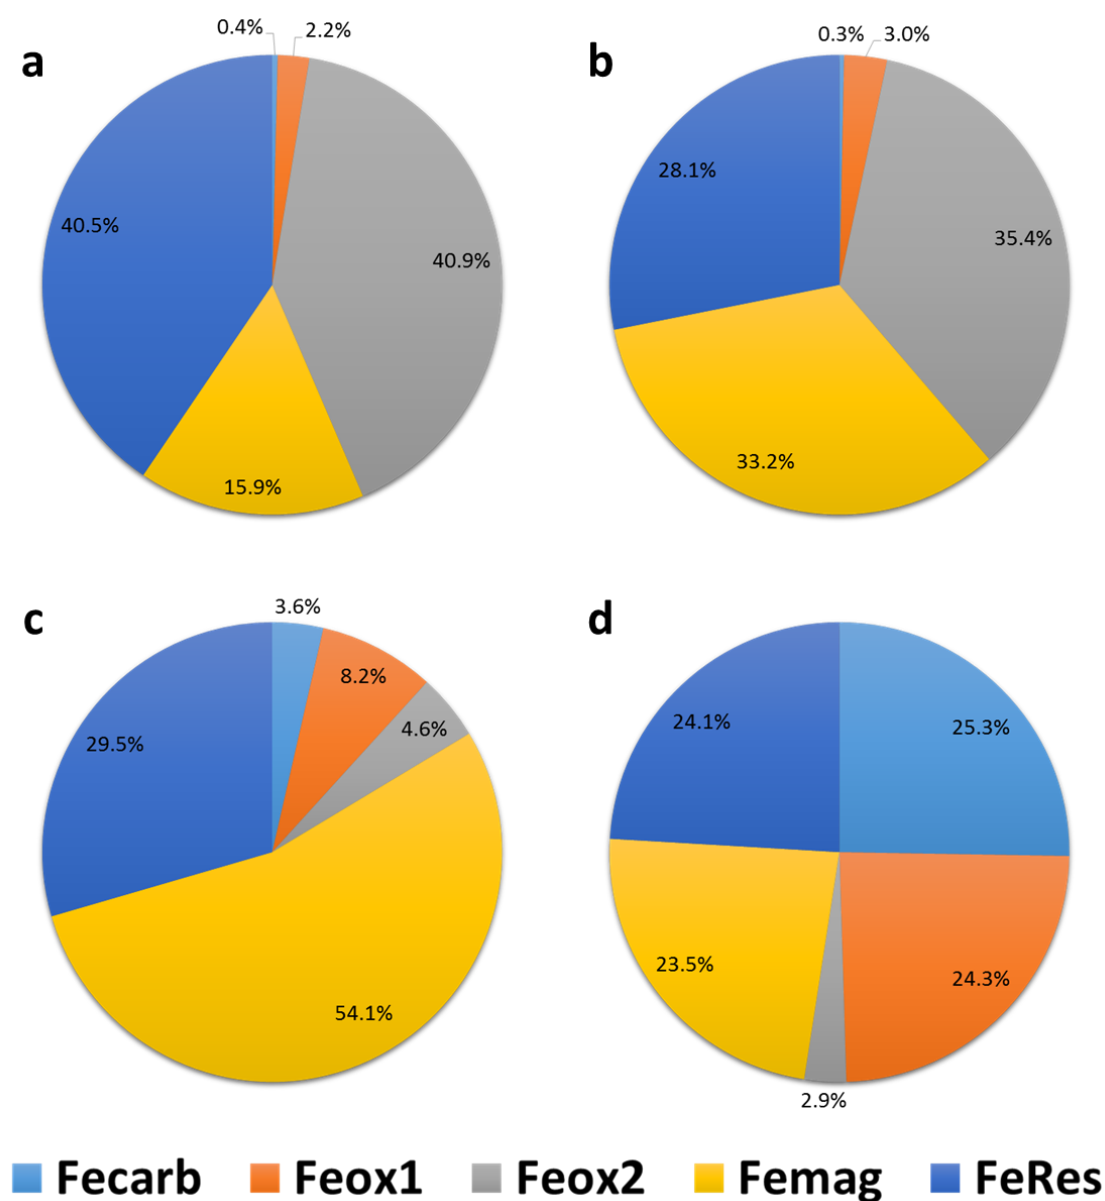 0.4% 2.2% 0.3% 3.0%
a b
28.1%
40.5% 35.4%
40.9%
33.2%
15.9%
3.6%
c d
8.2%
29.5% 4.6% 24.1% 25.3%
23.5% 24.3%
54.1%
2.9%
Fecarb Feox1 Feox2 Femag FeRes